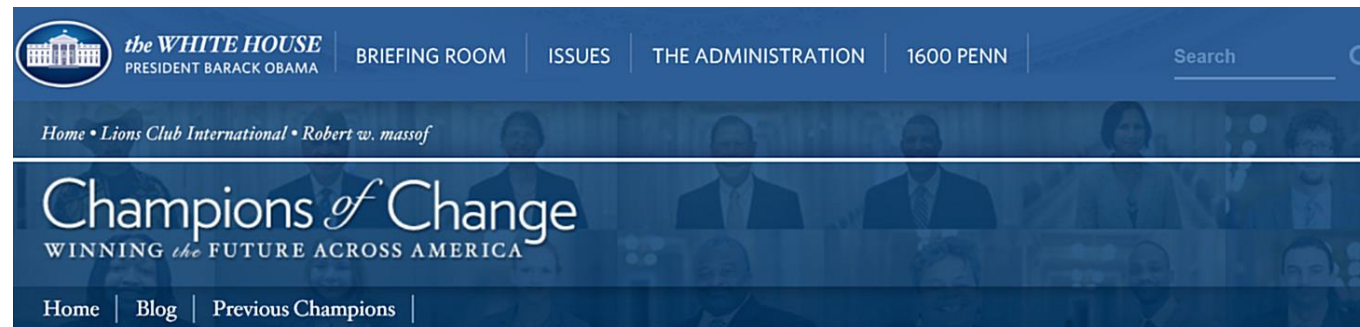 the WHITE HOUSE BRIEFING ROOM ISSUES THE ADMINISTRATION 1600 PENN Search
PRESIDENT BARACK OBAMA
Home • Lions Club International • Robert w. massof
Champions of Change
WINNING the FUTURE ACROSS AMERICA
Home | Blog | Previous Champions |